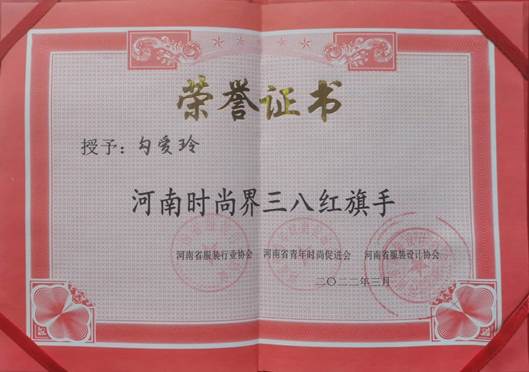 荣誉证书
授予：勾爱玲
河南时尚界三八红旗手
河南省服装行业协会 河南省青年时尚促进会 河南省服装设计协会
二〇二二年三月